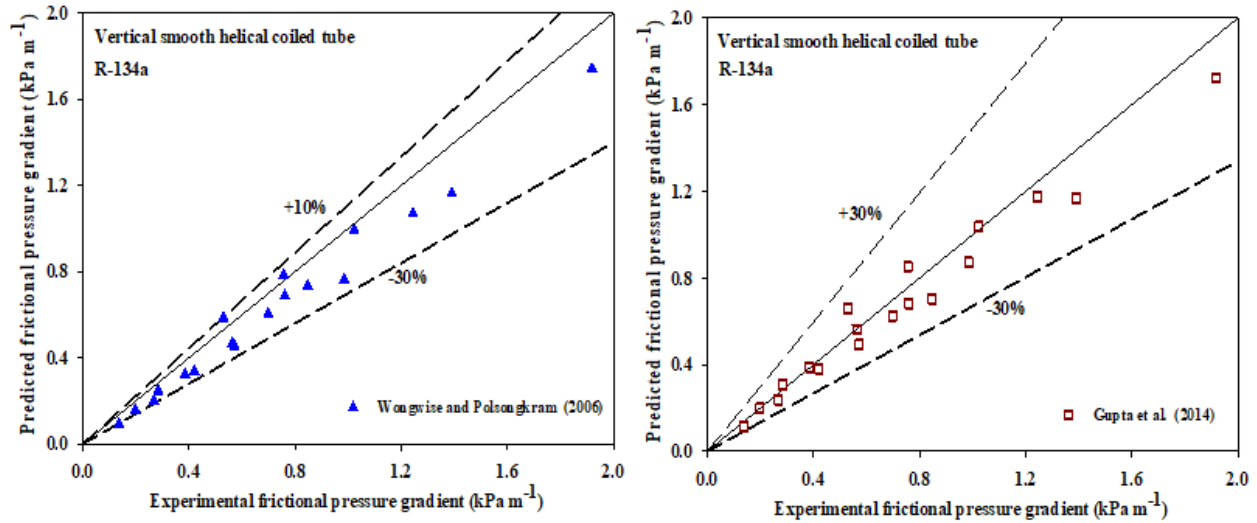 Predicted frictional pressure gradient (kPa m-1)
2.0
1.6
1.2
0.8
0.4
0.0
Vertical smooth helical coiled tube
R-134a
+10%
-30%
Wongwise and Polsongkram (2006)
0.0 0.4 0.8 1.2 1.6 2.0
Experimental frictional pressure gradient (kPa m-1)
Predicted frictional pressure gradient (kPa m-1)
2.0
1.6
1.2
0.8
0.4
0.0
Vertical smooth helical coiled tube
R-134a
+30%
-30%
Gupta et al (2014)
0.0 0.4 0.8 1.2 1.6 2.0
Experimental frictional pressure gradient (kPa m-1)